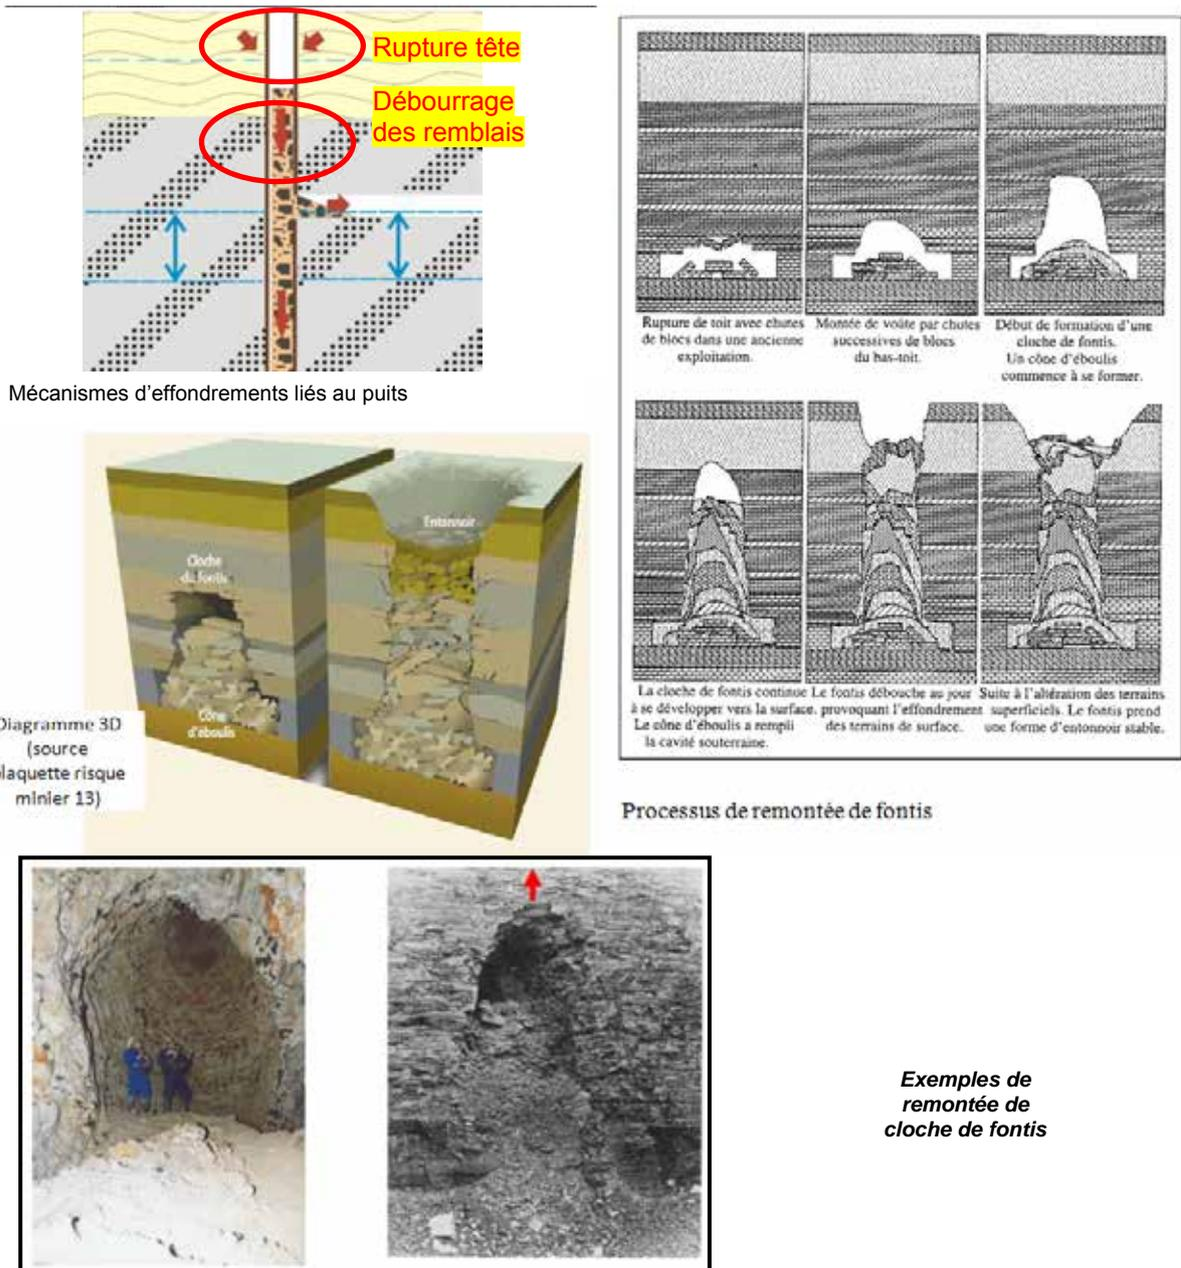 Rupture tête
Débourrage
des remblais
Mécanismes d'effondrements liés au puits
Rupture de toit avec chutes
de blocs dans une ancienne
exploitation.
Montée de voûte par chutes
successives de blocs
du bas-toit.
Début de formation d'une
cloche de fontis.
Un cône d'éboulis
commence à se former.
La cloche de fontis continue
à se développer vers la surface.
Le cône d'éboulis a rempli
la cavité souterraine.
Le fontis débouche au jour
provoquant l'effondrement
des terrains de surface.
Suite à l'altération des terrains
superficiels. Le fontis prend
une forme d'entonnoir stable.
Processus de remontée de fontis
Cloche
du fontis
Entonnoir
Cône
d'éboulis
Diagramme 3D
(source
plaquette risque
minier 13)
Exemples de
remontée de
cloche de fontis